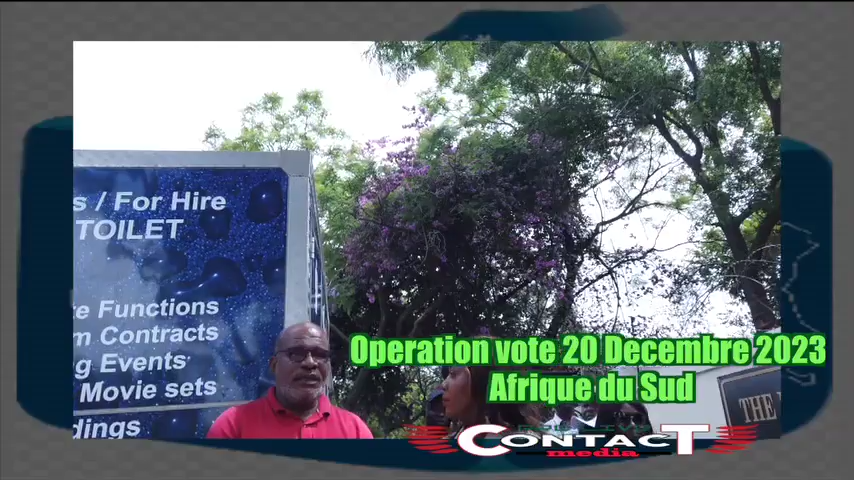 s / For Hire
TOILET
te Functions
m Contracts
g Events
Movie sets
dings
Operation vote 20 Decembre 2023
Afrique du Sud
THE
CONTACT
media